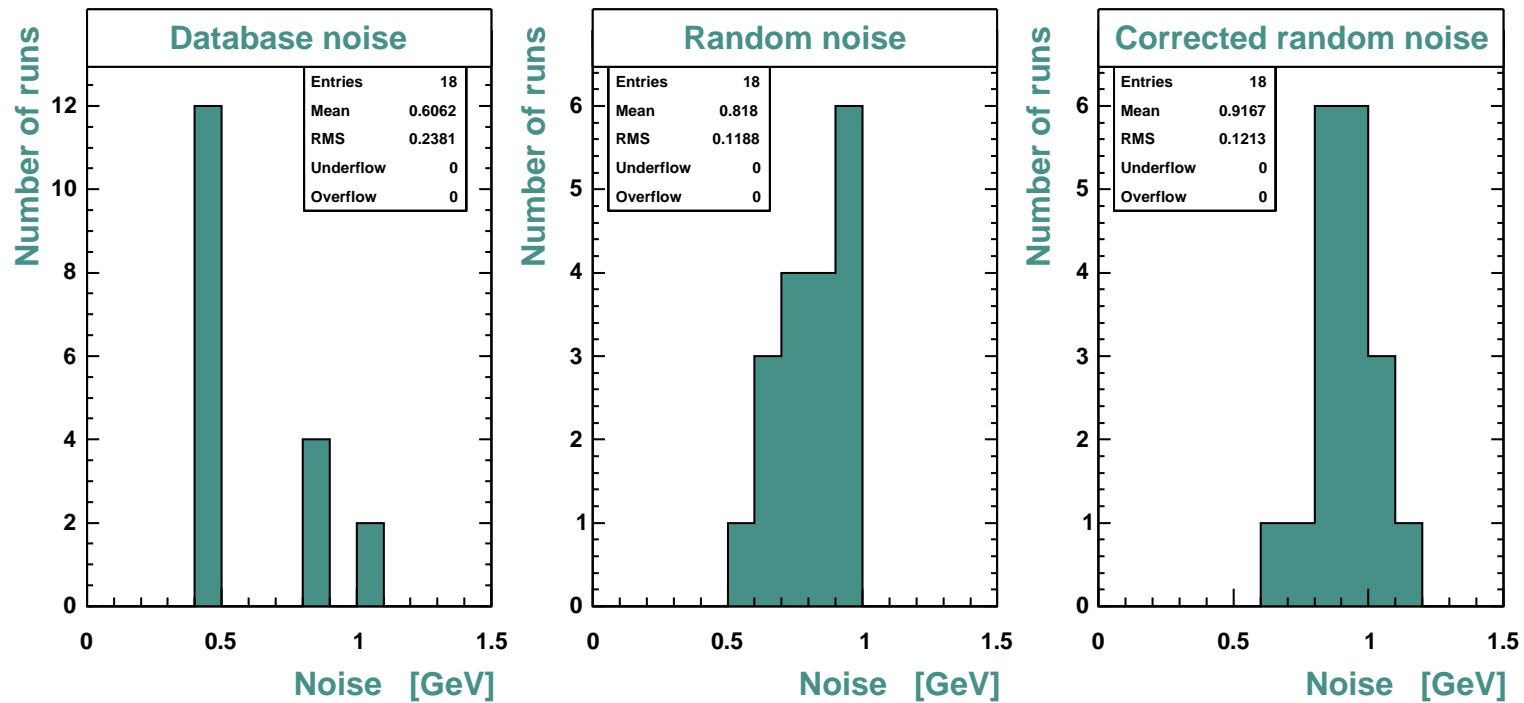 Database noise
Number of runs
Entries 18
Mean 0.6062
RMS 0.2381
Underflow 0
Overflow 0
12
10
8
6
4
2
0
0 0.5 1 1.5
Noise [GeV]
Random noise
Number of runs
Entries 18
Mean 0.818
RMS 0.1188
Underflow 0
Overflow 0
6
5
4
3
2
1
0
0 0.5 1 1.5
Noise [GeV]
Corrected random noise
Number of runs
Entries 18
Mean 0.9167
RMS 0.1213
Underflow 0
Overflow 0
6
5
4
3
2
1
0
0 0.5 1 1.5
Noise [GeV]